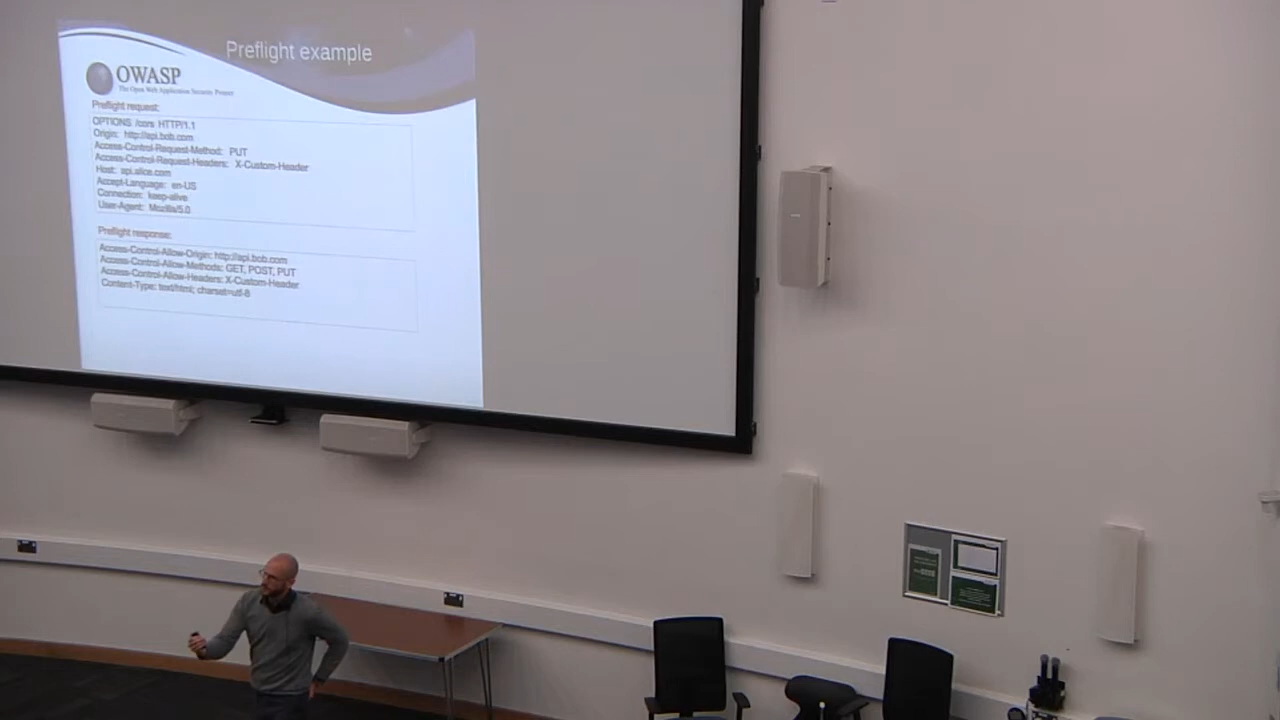 Preflight example
OWASP
The Open Web Application Security Project
Preflight request:
OPTIONS /cors HTTP/1.1
Origin: http://api.bob.com
Access-Control-Request-Method: PUT
Access-Control-Request-Headers: X-Custom-Header
Host: api.alice.com
Accept-Language: en-US
Connection: keep-alive
User-Agent: Mozilla/5.0
Preflight response:
Access-Control-Allow-Origin: http://api.bob.com
Access-Control-Allow-Methods: GET, POST, PUT
Access-Control-Allow-Headers: X-Custom-Header
Content-Type: text/html; charset=utf-8